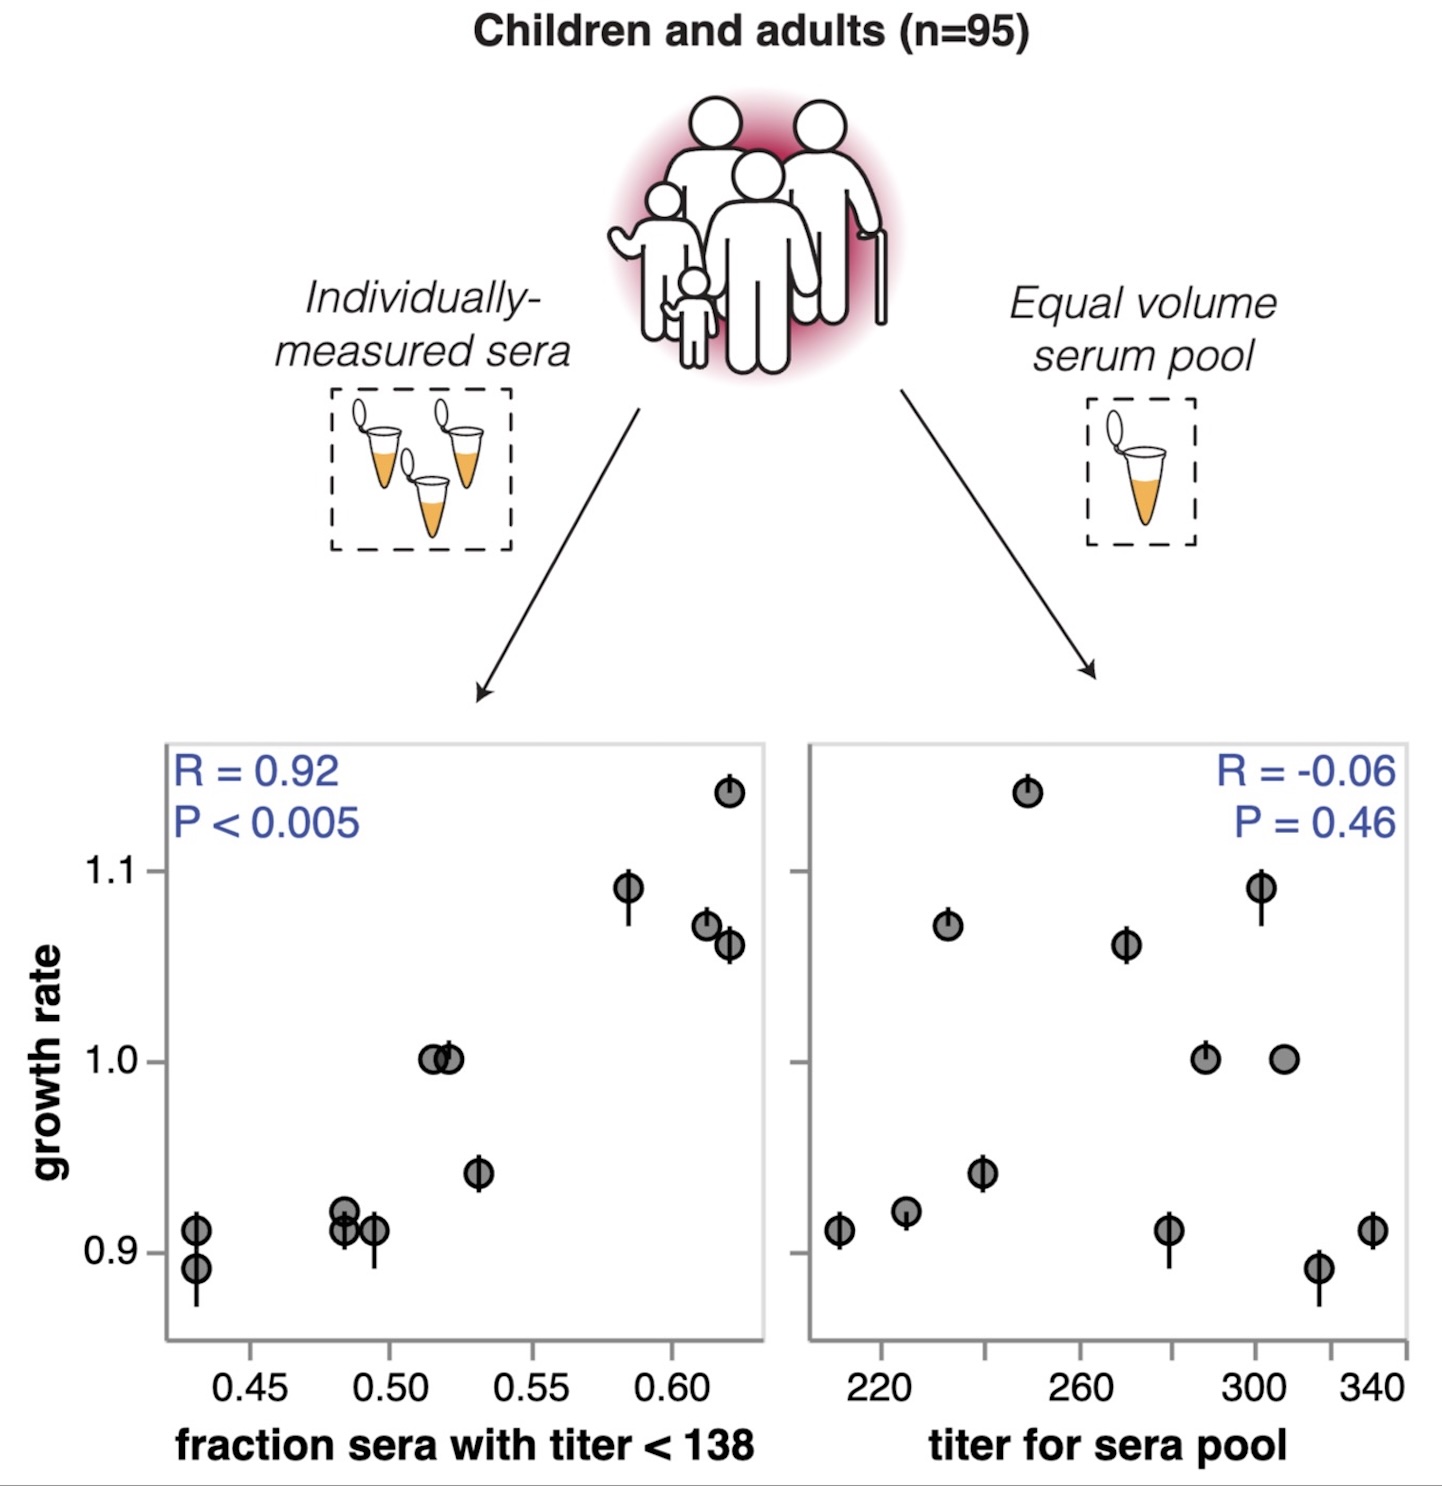 Children and adults (n=95)
Individually-
measured sera
Equal volume
serum pool
R = 0.92
P < 0.005
R = -0.06
P = 0.46
growth rate
1.1
1.0
0.9
0.45 0.50 0.55 0.60
fraction sera with titer < 138
220 260 300 340
titer for sera pool